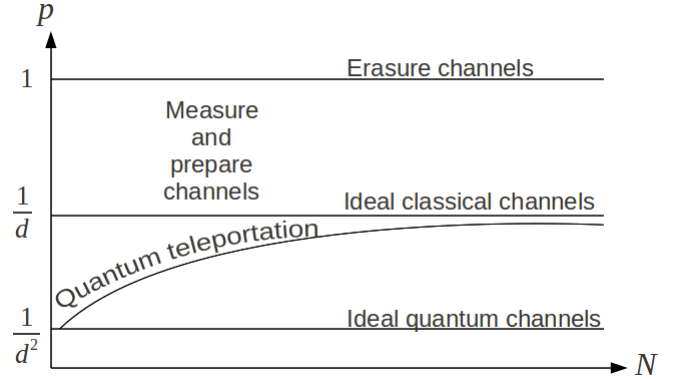 p
1
Erasure channels
Measure
and
prepare
channels
1
d
Ideal classical channels
Quantum teleportation
1
d²
Ideal quantum channels
N